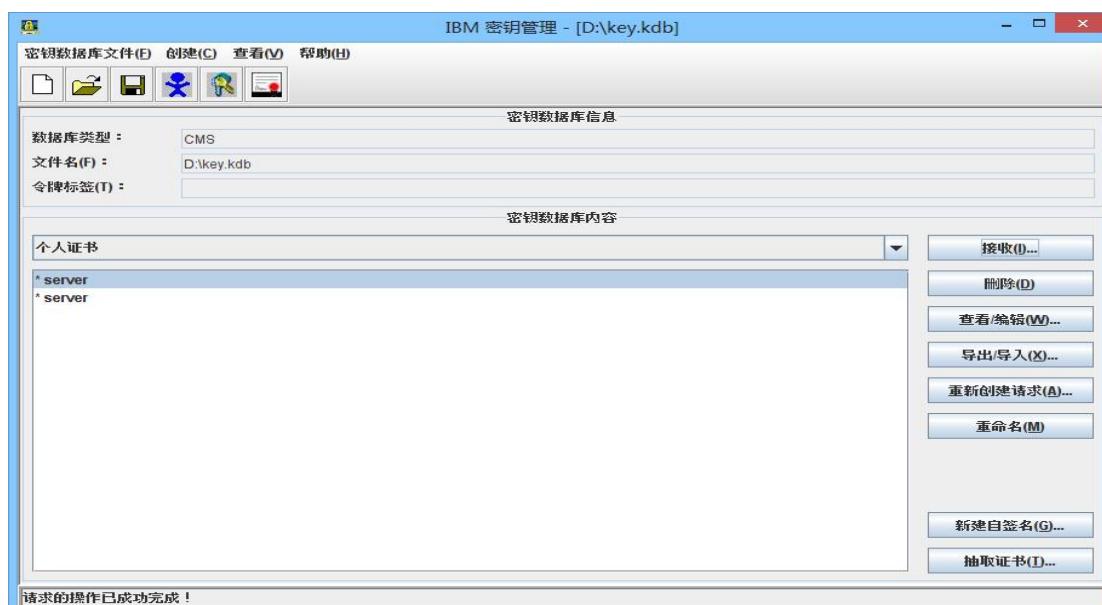 IBM 密钥管理 - [D:\key.kdb]
密钥数据库文件(F) 创建(C) 查看(V) 帮助(H)
密钥数据库信息
数据库类型：
CMS
文件名(F)：
D:\key.kdb
令牌标签(T)：
密钥数据库内容
个人证书
* server
* server
接收(I)...
删除(D)
查看/编辑(W)...
导出/导入(X)...
重新创建请求(A)...
重命名(M)
新建自签名(G)...
抽取证书(T)...
请求的操作已成功完成！